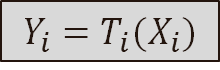 Yᵢ = Tᵢ(Xᵢ)